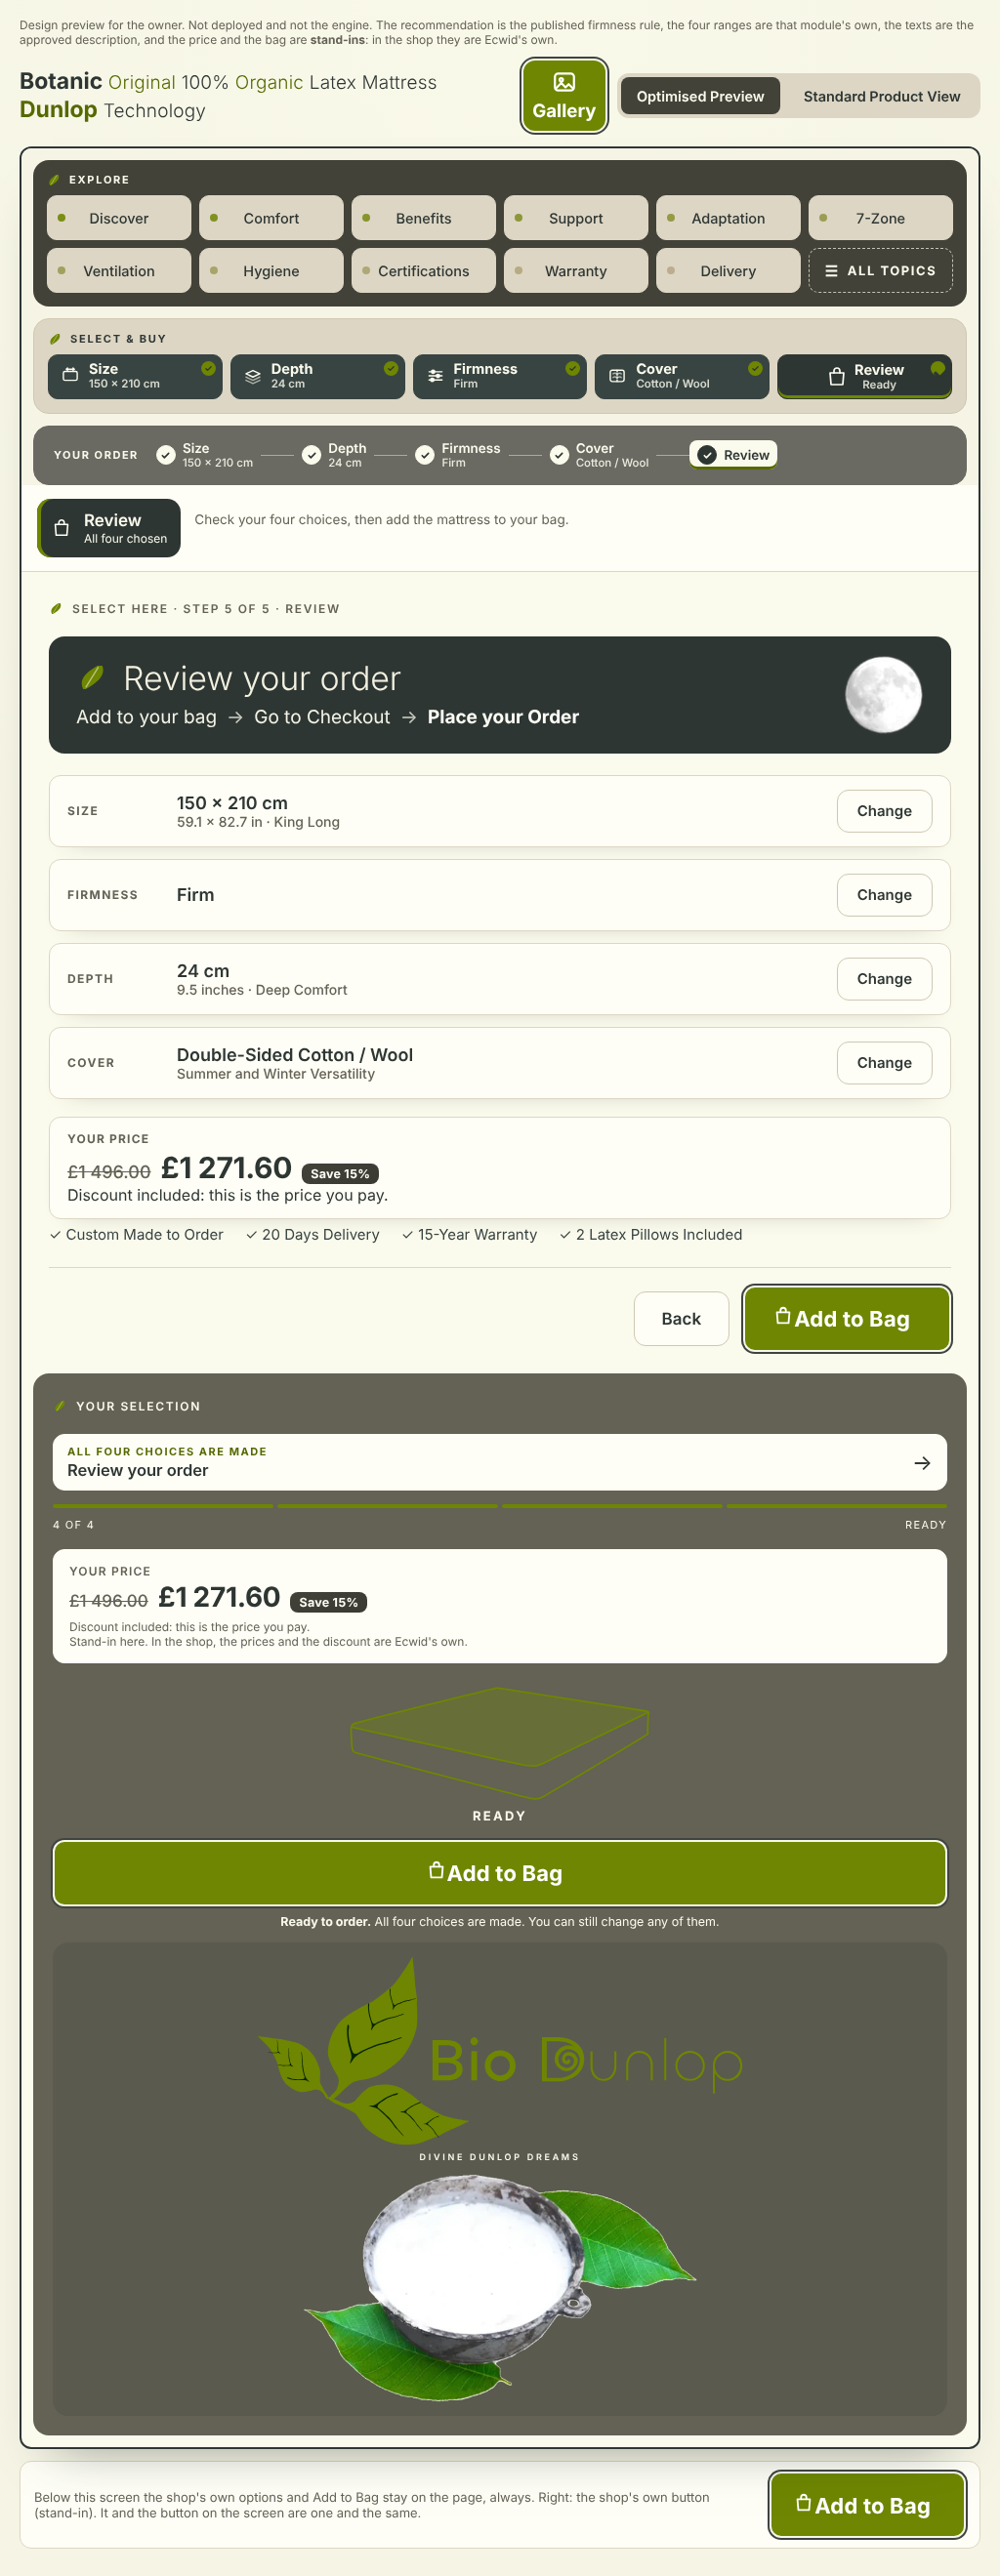 Design preview for the owner. Not deployed and not the engine. The recommendation is the published firmness rule, the four ranges are that module's own, the texts are the
approved description, and the price and the bag are stand-ins: in the shop they are Ecwid's own.
Botanic Original 100% Organic Latex Mattress
Dunlop Technology
Gallery
Optimised Preview
Standard Product View
EXPLORE
Discover
Comfort
Benefits
Support
Adaptation
7-Zone
Ventilation
Hygiene
Certifications
Warranty
Delivery
ALL TOPICS
SELECT & BUY
Size
150 × 210 cm
Depth
24 cm
Firmness
Firm
Cover
Cotton / Wool
Review
Ready
YOUR ORDER
Size
150 × 210 cm
Depth
24 cm
Firmness
Firm
Cover
Cotton / Wool
Review
Review
All four chosen
Check your four choices, then add the mattress to your bag.
SELECT HERE · STEP 5 OF 5 · REVIEW
Review your order
Add to your bag → Go to Checkout → Place your Order
SIZE
150 × 210 cm
59.1 × 82.7 in · King Long
Change
FIRMNESS
Firm
Change
DEPTH
24 cm
9.5 inches · Deep Comfort
Change
COVER
Double-Sided Cotton / Wool
Summer and Winter Versatility
Change
YOUR PRICE
£1 496.00 £1 271.60 Save 15%
Discount included: this is the price you pay.
✓ Custom Made to Order ✓ 20 Days Delivery ✓ 15-Year Warranty ✓ 2 Latex Pillows Included
Back
Add to Bag
YOUR SELECTION
ALL FOUR CHOICES ARE MADE
Review your order →
4 OF 4
READY
YOUR PRICE
£1 496.00 £1 271.60 Save 15%
Discount included: this is the price you pay.
Stand-in here. In the shop, the prices and the discount are Ecwid's own.
READY
Add to Bag
Ready to order. All four choices are made. You can still change any of them.
Bio Dunlop
DIVINE DUNLOP DREAMS
Below this screen the shop's own options and Add to Bag stay on the page, always. Right: the shop's own button
(stand-in). It and the button on the screen are one and the same.
Add to Bag